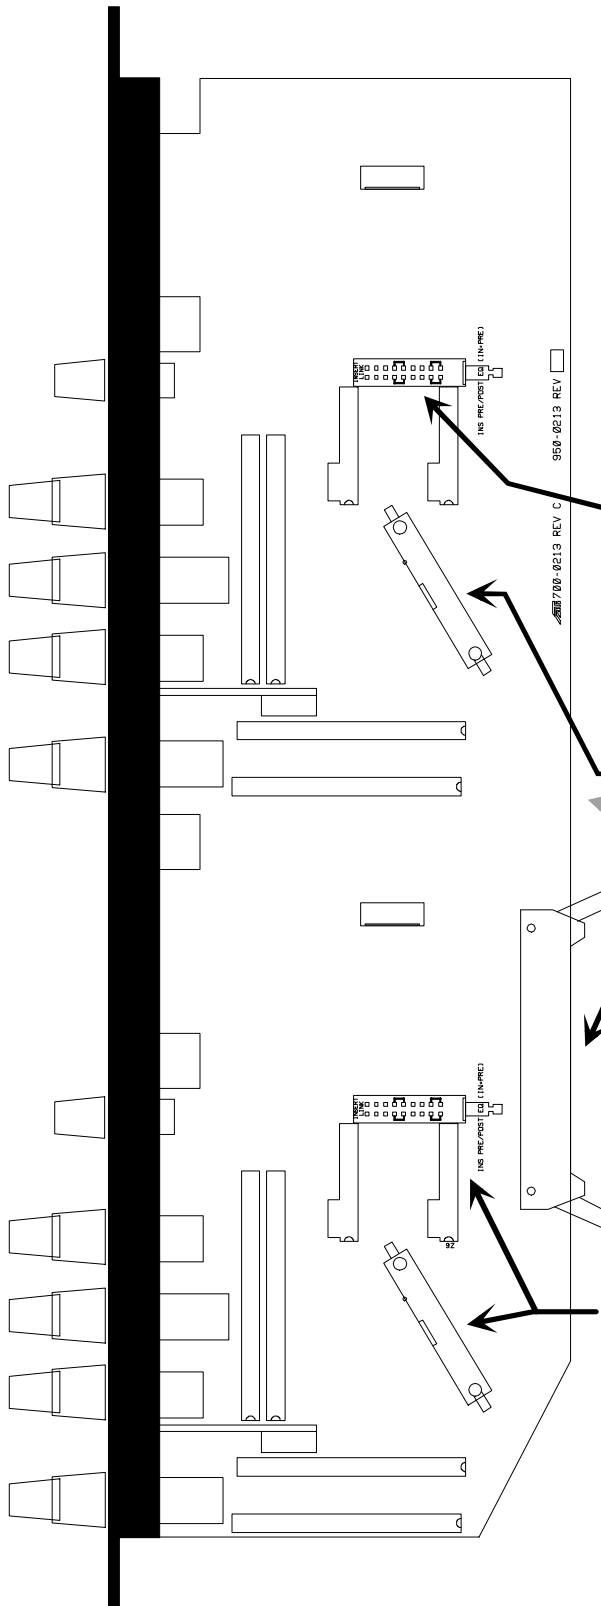 INSERT
LINK
INS PRE/POST EQ (IN=PRE)
950-0213 REV
700-0213 REV C
INSERT
LINK
INS PRE/POST EQ (IN=PRE)